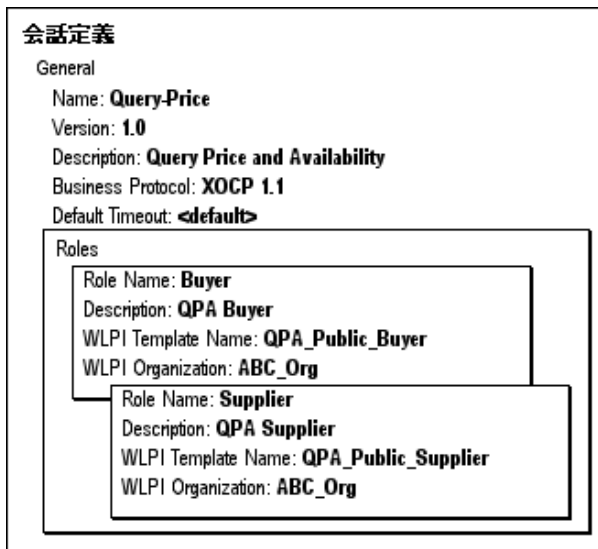 会話定義
General
Name: Query-Price
Version: 1.0
Description: Query Price and Availability
Business Protocol: XOCP 1.1
Default Timeout: <default>
Roles
Role Name: Buyer
Description: QPA Buyer
WLPI Template Name: QPA_Public_Buyer
WLPI Organization: ABC_Org
Role Name: Supplier
Description: QPA Supplier
WLPI Template Name: QPA_Public_Supplier
WLPI Organization: ABC_Org